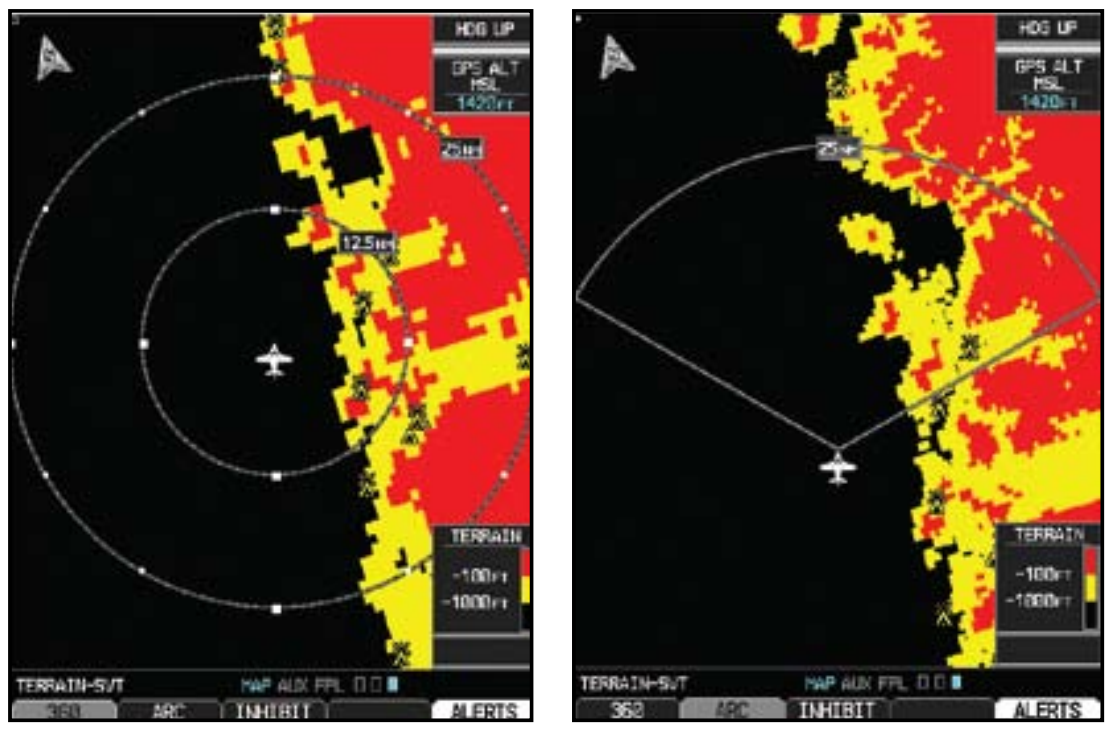 HDG UP
GPS ALT
MSL
1420FT
25NM
12.5NM
TERRAIN
-100FT
-1000FT
TERRAIN-SVT
MAP AUX FPL
360 ARC INHIBIT ALERTS
HDG UP
GPS ALT
MSL
1420FT
25NM
TERRAIN
-100FT
-1000FT
TERRAIN-SVT
MAP AUX FPL
360 ARC INHIBIT ALERTS